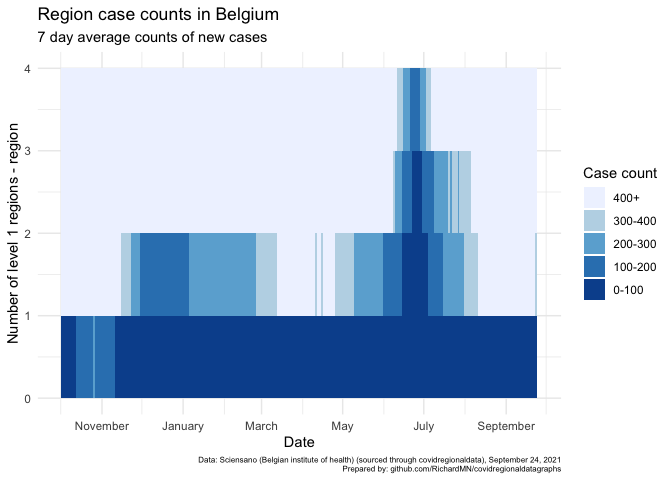 Region case counts in Belgium
7 day average counts of new cases
Number of level 1 regions - region
4
3
2
1
0
November
January
March
May
July
September
Date
Case count
400+
300-400
200-300
100-200
0-100
Data: Sciensano (Belgian institute of health) (sourced through covidregionaldata), September 24, 2021
Prepared by: github.com/RichardMN/covidregionaldatagraphs